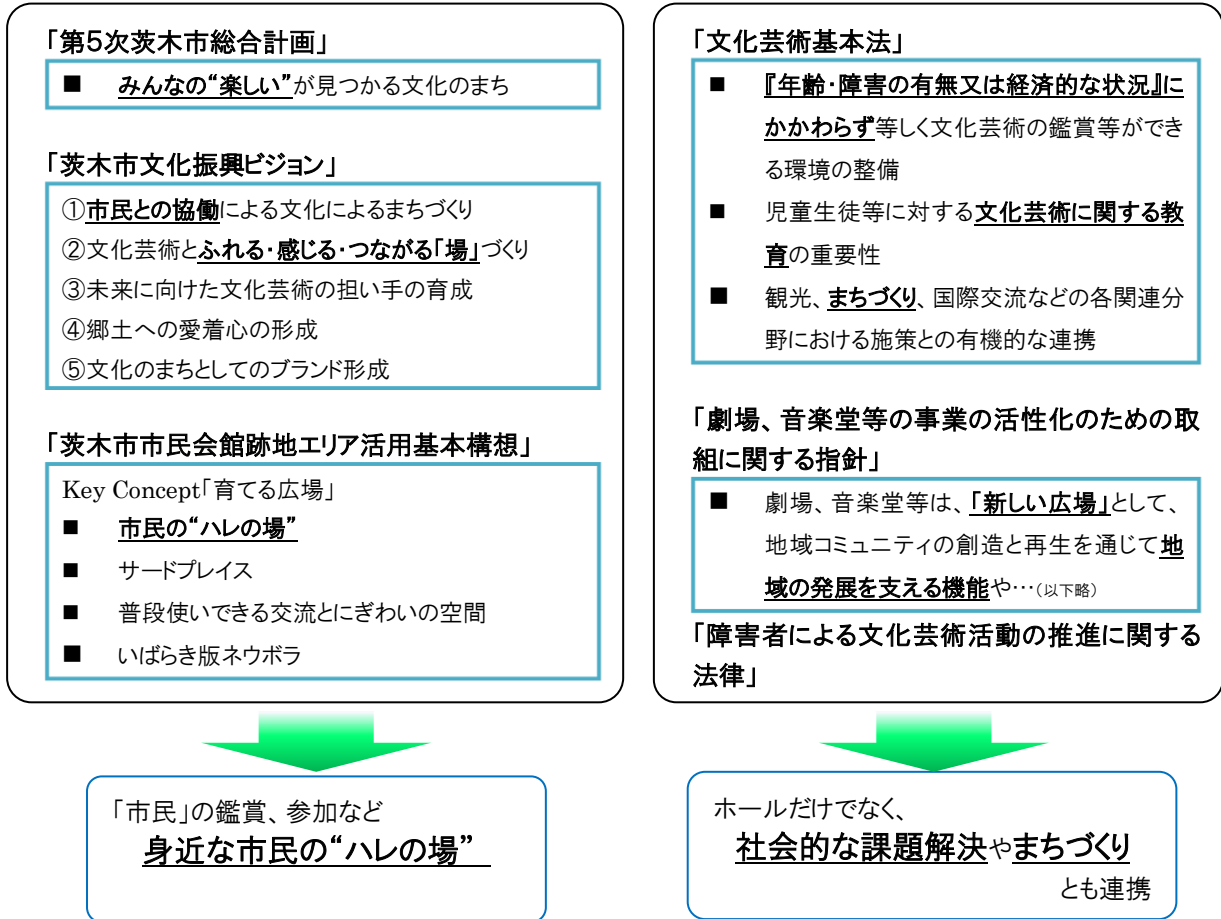 「第5次茨木市総合計画」
■ みんなの“楽しい”が見つかる文化のまち
「茨木市文化振興ビジョン」
①市民との協働による文化によるまちづくり
②文化芸術とふれる・感じる・つながる「場」づくり
③未来に向けた文化芸術の担い手の育成
④郷土への愛着心の形成
⑤文化のまちとしてのブランド形成
「茨木市市民会館跡地エリア活用基本構想」
Key Concept「育てる広場」
■ 市民の“ハレの場”
■ サードプレイス
■ 普段使いできる交流とにぎわいの空間
■ いばらき版ネウボラ
「市民」の鑑賞、参加など
身近な市民の“ハレの場”
「文化芸術基本法」
■ 『年齢・障害の有無又は経済的な状況』に
かかわらず等しく文化芸術の鑑賞等ができ
る環境の整備
■ 児童生徒等に対する文化芸術に関する教
育の重要性
■ 観光、まちづくり、国際交流などの各関連分
野における施策との有機的な連携
「劇場、音楽堂等の事業の活性化のための取
組に関する指針」
■ 劇場、音楽堂等は、「新しい広場」として、
地域コミュニティの創造と再生を通じて地
域の発展を支える機能や…(以下略)
「障害者による文化芸術活動の推進に関する
法律」
ホールだけでなく、
社会的な課題解決やまちづくり
とも連携